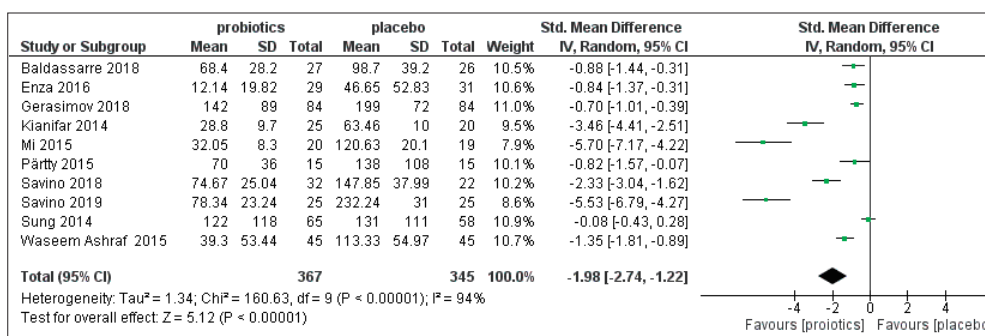 probiotics placebo Std. Mean Difference Std. Mean Difference
Study or Subgroup Mean SD Total Mean SD Total Weight IV, Random, 95% CI IV, Random, 95% CI
Baldassarre 2018 68.4 28.2 27 98.7 39.2 26 10.5% -0.88 [-1.44, -0.31]
Enza 2016 12.14 19.82 29 46.65 52.83 31 10.6% -0.84 [-1.37, -0.31]
Gerasimov 2018 142 89 84 199 72 84 11.0% -0.70 [-1.01, -0.39]
Kianifar 2014 28.8 9.7 25 63.46 10 20 9.5% -3.46 [-4.41, -2.51]
Mi 2015 32.05 8.3 20 120.63 20.1 19 7.9% -5.70 [-7.17, -4.22]
Pärtty 2015 70 36 15 138 108 15 10.1% -0.82 [-1.57, -0.07]
Savino 2018 74.67 25.04 32 147.85 37.99 22 10.2% -2.33 [-3.04, -1.62]
Savino 2019 78.34 23.24 25 232.24 31 25 8.6% -5.53 [-6.79, -4.27]
Sung 2014 122 118 65 131 111 58 10.9% -0.08 [-0.43, 0.28]
Waseem Ashraf 2015 39.3 53.44 45 113.33 54.97 45 10.7% -1.35 [-1.81, -0.89]
Total (95% CI) 367 345 100.0% -1.98 [-2.74, -1.22]
Heterogeneity: Tau² = 1.34; Chi² = 160.63, df = 9 (P < 0.00001); I² = 94%
Test for overall effect: Z = 5.12 (P < 0.00001)
-4 -2 0 2 4
Favours [proiotics] Favours [placebo